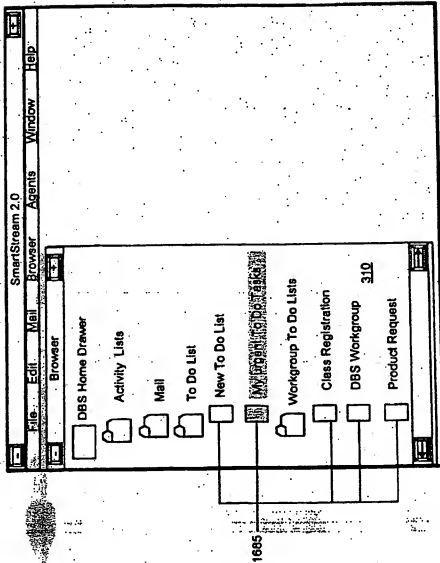 SmartStream 2.0
File Edit Mail Browser Agents Window Help
Browser
DBS Home Drawer
Activity Lists
Mail
To Do List
New To Do List
My Urgent To Do Tasks
Workgroup To Do Lists
Class Registration
DBS Workgroup
310
Product Request
1685